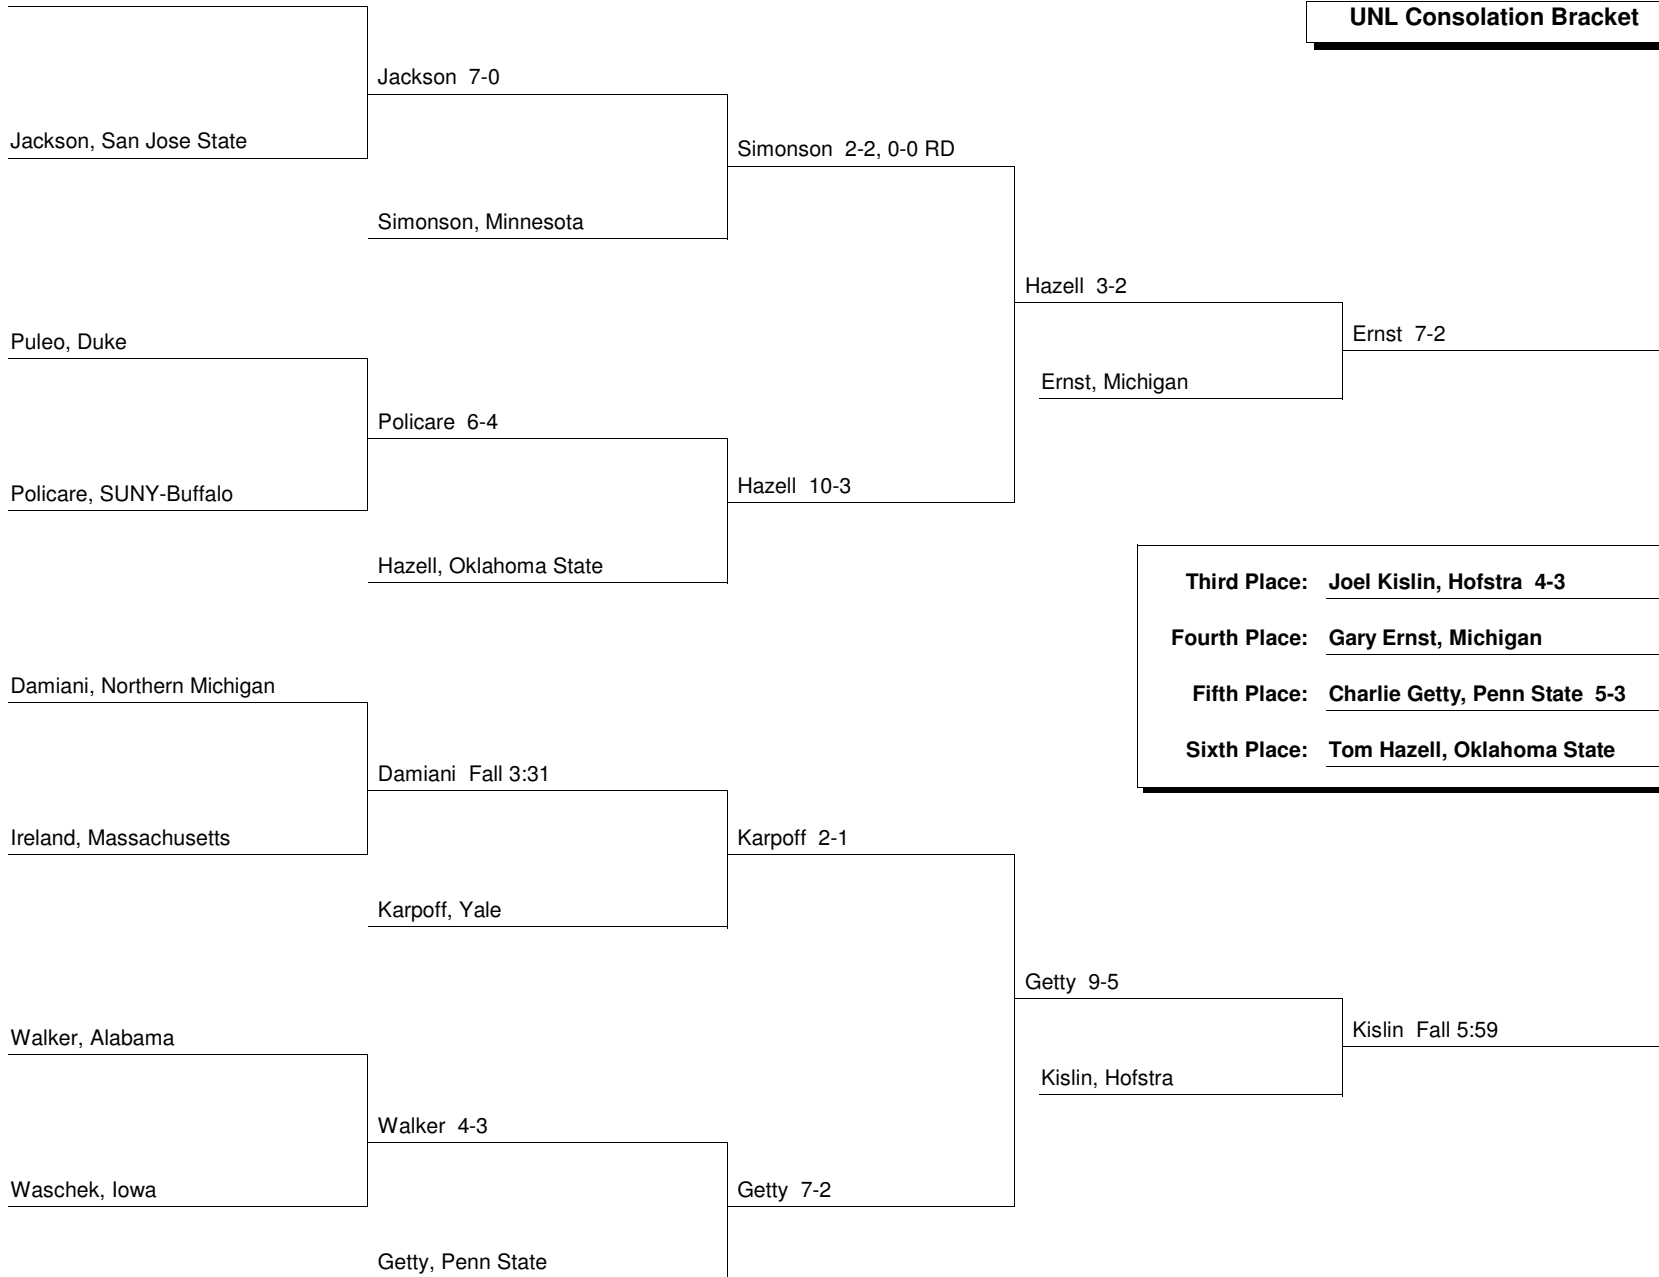 UNL Consolation Bracket
Jackson 7-0
Jackson, San Jose State
Simonson 2-2, 0-0 RD
Simonson, Minnesota
Hazell 3-2
Puleo, Duke
Ernst 7-2
Ernst, Michigan
Policare 6-4
Policare, SUNY-Buffalo
Hazell 10-3
Hazell, Oklahoma State
Third Place: Joel Kislin, Hofstra 4-3
Fourth Place: Gary Ernst, Michigan
Fifth Place: Charlie Getty, Penn State 5-3
Sixth Place: Tom Hazell, Oklahoma State
Damiani, Northern Michigan
Damiani Fall 3:31
Ireland, Massachusetts
Karpoff 2-1
Karpoff, Yale
Getty 9-5
Walker, Alabama
Kislin Fall 5:59
Kislin, Hofstra
Walker 4-3
Waschek, Iowa
Getty 7-2
Getty, Penn State